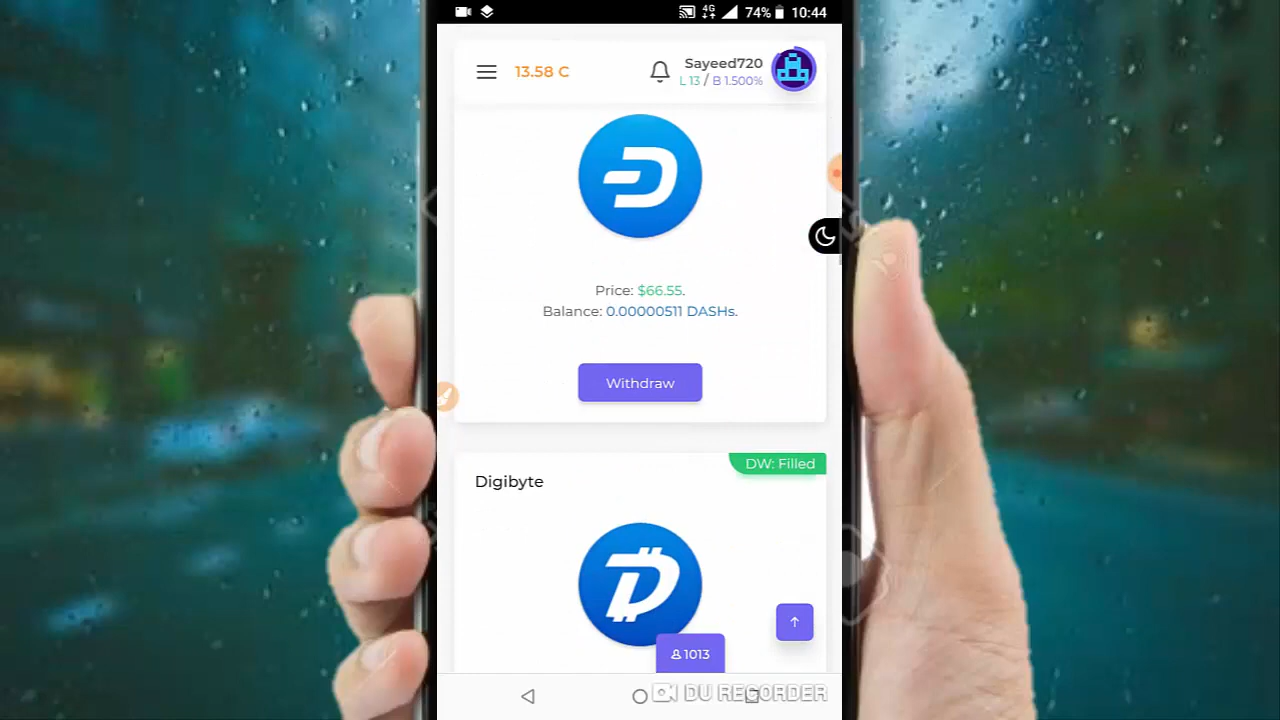 4G 74% 10:44
13.58 C
Sayeed720
L 13 / B 1.500%
Price: $66.55.
Balance: 0.00000511 DASHs.
Withdraw
DW: Filled
Digibyte
1013
DU RECORDER